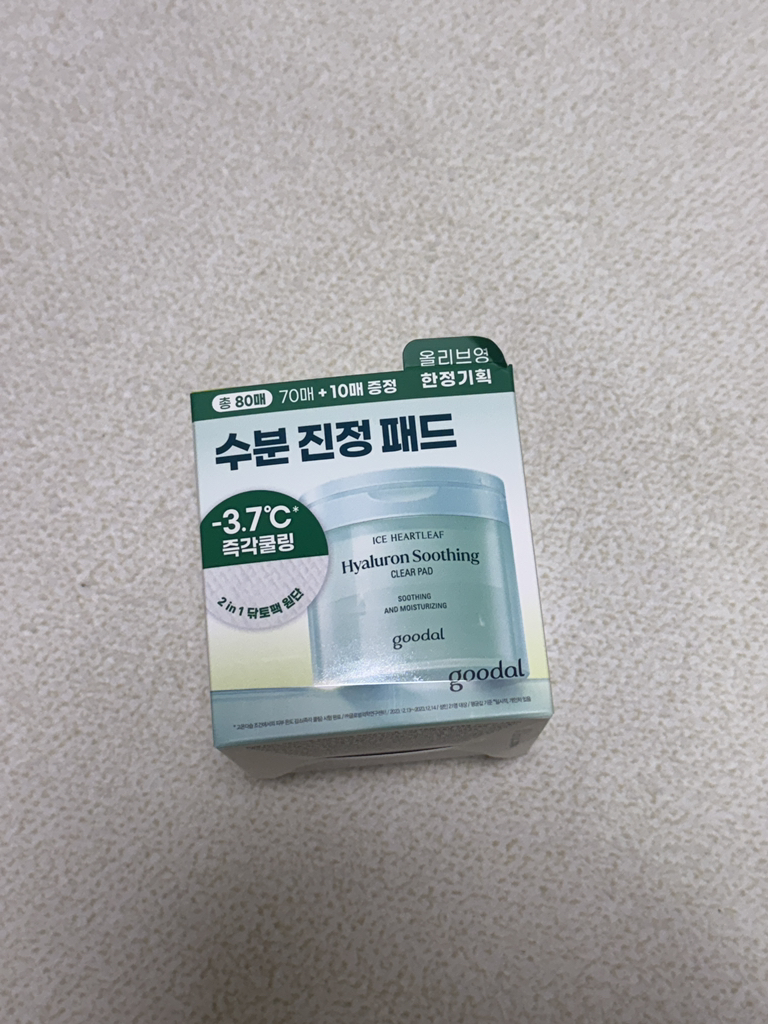 올리브영
한정기획
총 80매 70매 + 10매 증정
수분 진정 패드
-3.7℃*
즉각쿨링
2 in 1 닦토팩 원단
ICE HEARTLEAF
Hyaluron Soothing
CLEAR PAD
SOOTHING
AND MOISTURIZING
goodal
goodal